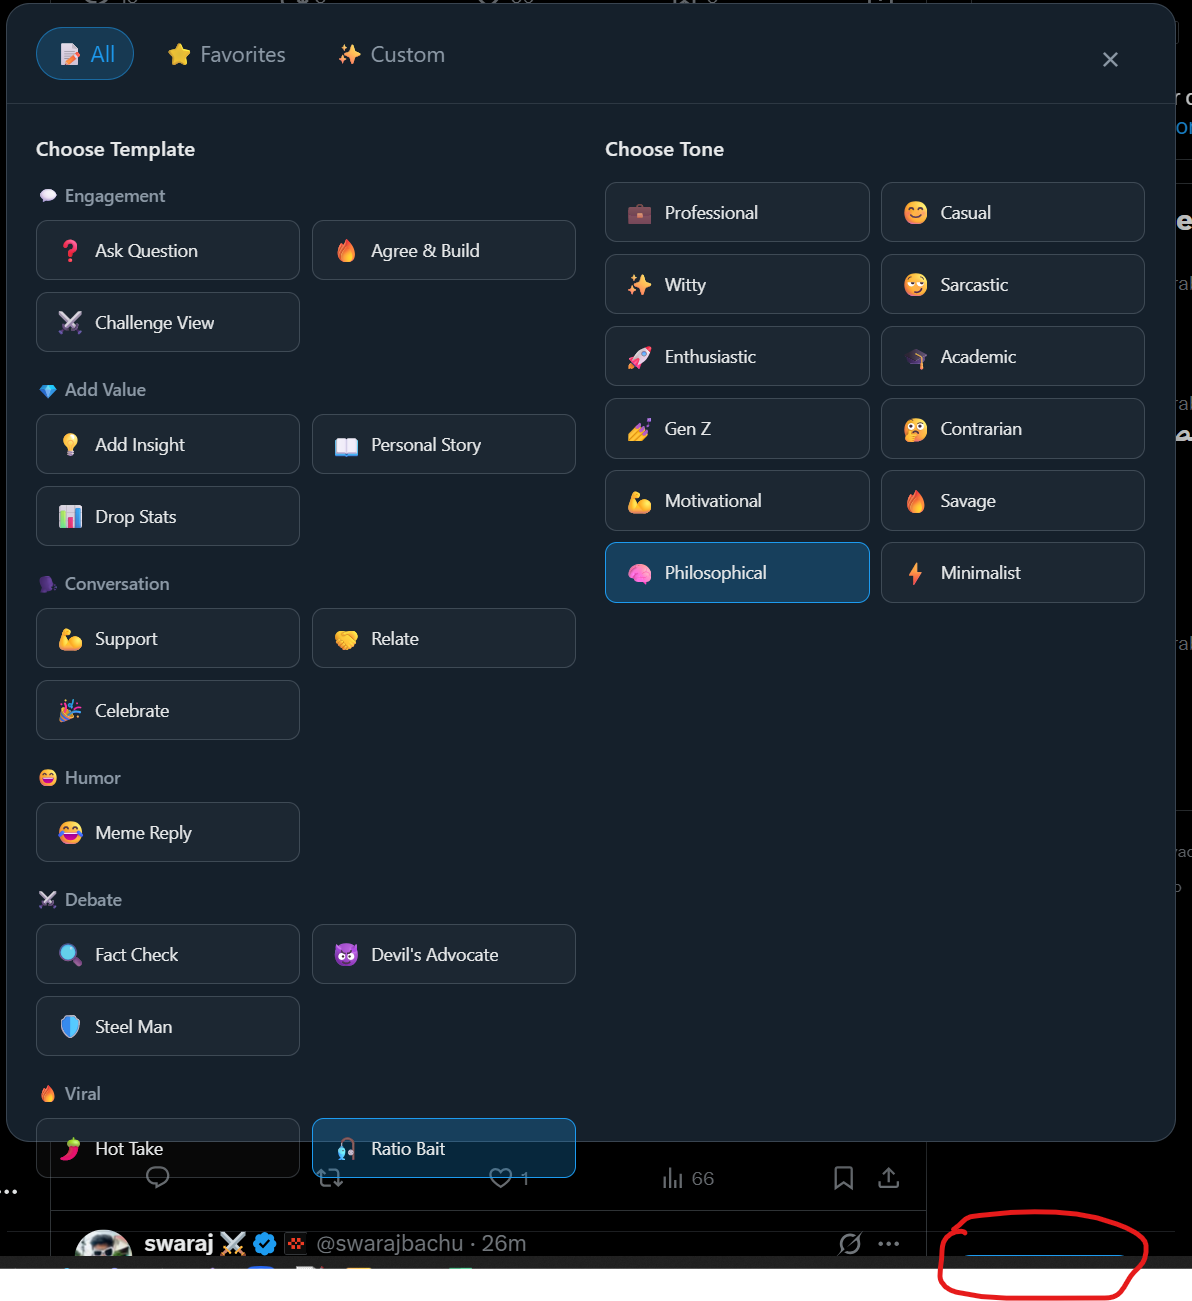 All
Favorites
Custom
Choose Template
Engagement
Ask Question
Agree & Build
Challenge View
Add Value
Add Insight
Personal Story
Drop Stats
Conversation
Support
Relate
Celebrate
Humor
Meme Reply
Debate
Fact Check
Devil's Advocate
Steel Man
Viral
Hot Take
Ratio Bait
Choose Tone
Professional
Casual
Witty
Sarcastic
Enthusiastic
Academic
Gen Z
Contrarian
Motivational
Savage
Philosophical
Minimalist
1
66
swaraj @swarajbachu · 26m